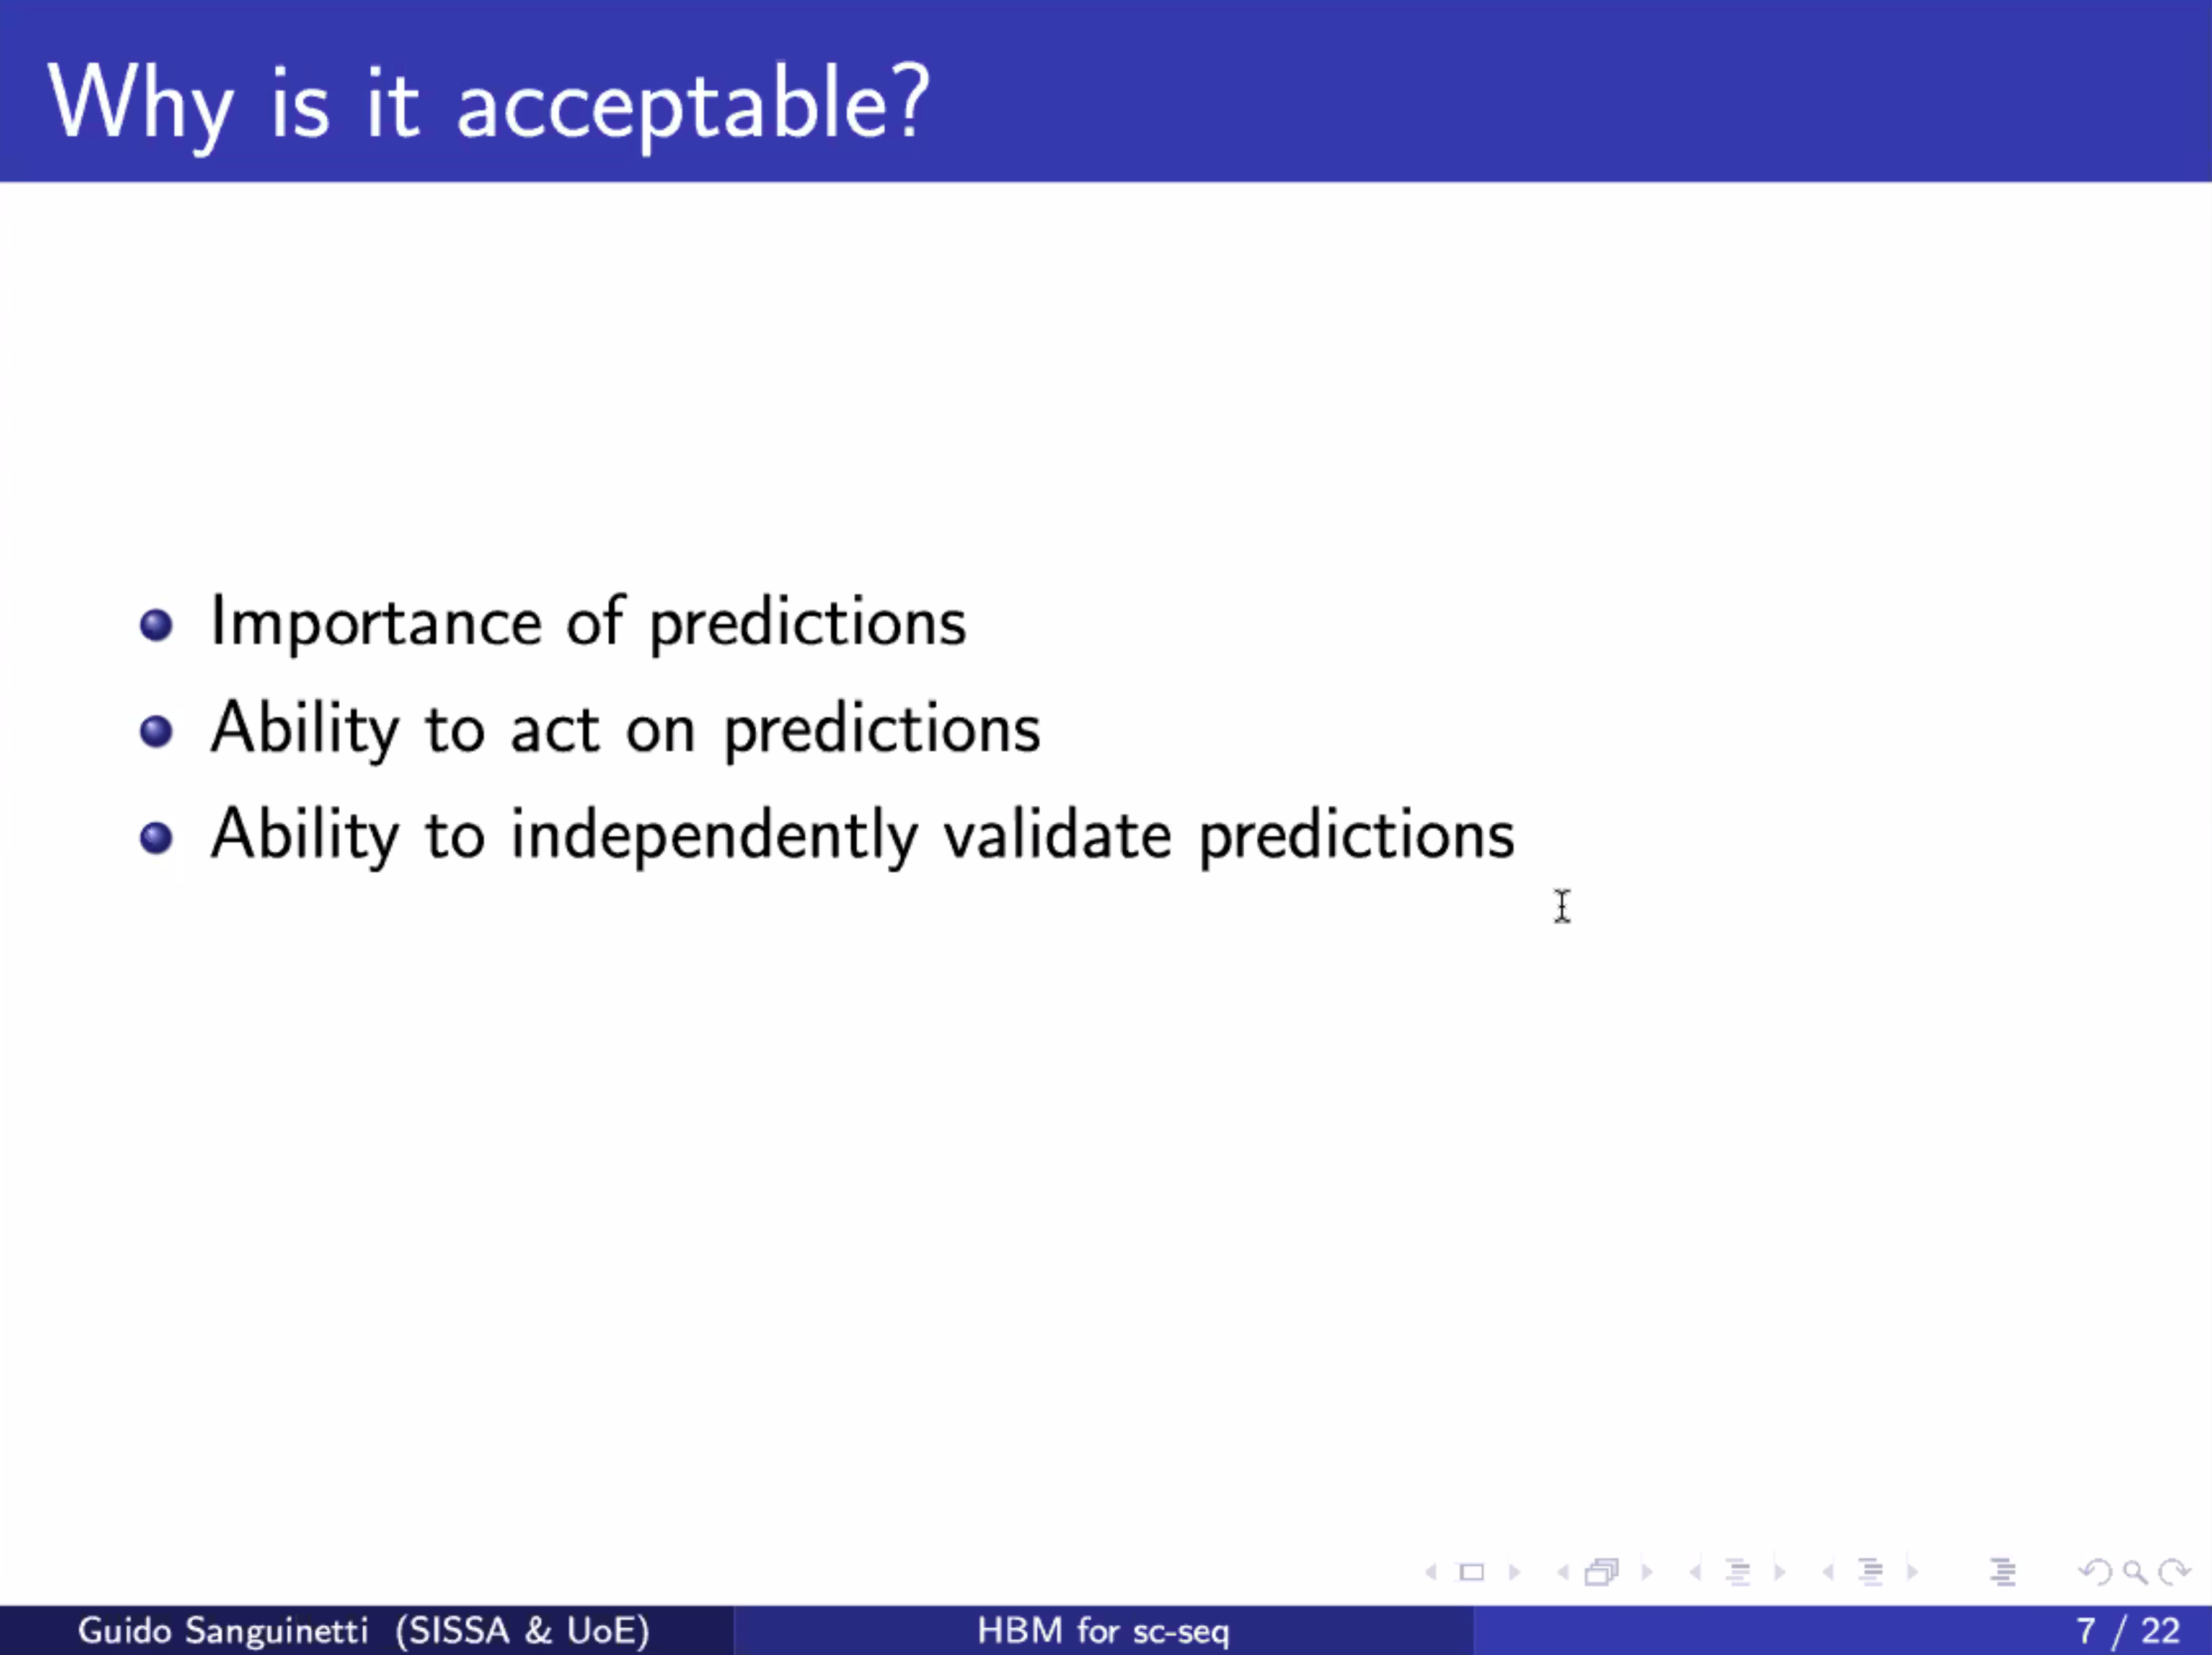 Why is it acceptable?
Importance of predictions
Ability to act on predictions
Ability to independently validate predictions
Guido Sanguinetti (SISSA & UoE)
HBM for sc-seq
7 / 22